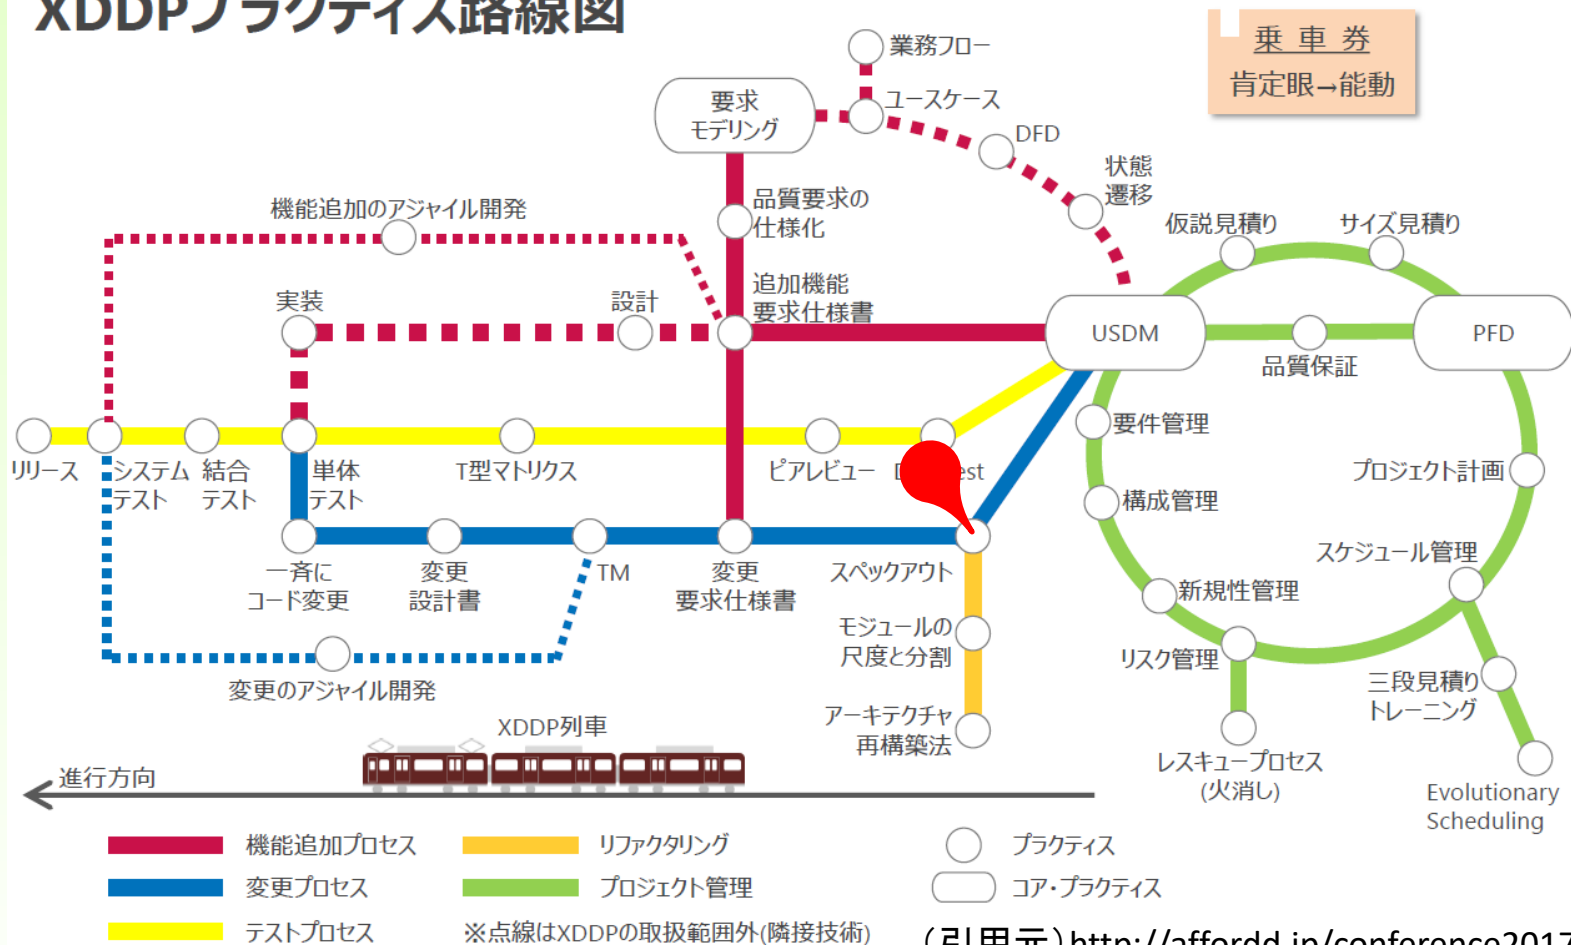 XDDPプラクティス路線図
乗 車 券
肯定眼→能動
業務フロー
ユースケース
要求
モデリング
DFD
状態
遷移
品質要求の
仕様化
機能追加のアジャイル開発
仮説見積り
サイズ見積り
追加機能
要求仕様書
実装
設計
USDM
PFD
品質保証
要件管理
リリース
システム
テスト
結合
テスト
単体
テスト
T型マトリクス
ピアレビュー
プロジェクト計画
構成管理
スケジュール管理
一斉に
コード変更
変更
設計書
TM
変更
要求仕様書
スペックアウト
新規性管理
モジュールの
尺度と分割
リスク管理
三段見積り
トレーニング
変更のアジャイル開発
アーキテクチャ
再構築法
XDDP列車
レスキュープロセス
(火消し)
進行方向
Evolutionary
Scheduling
機能追加プロセス
リファクタリング
プラクティス
変更プロセス
プロジェクト管理
コア・プラクティス
テストプロセス
※点線はXDDPの取扱範囲外(隣接技術)
(引用元)http://affordd.jp/conference2017